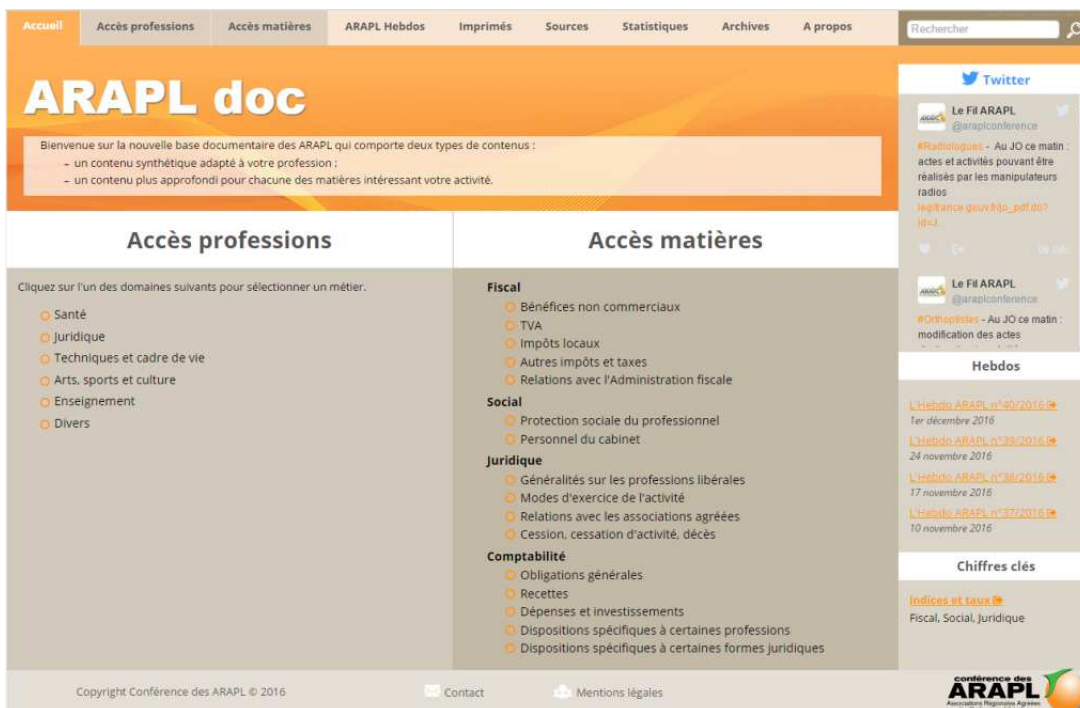 Accueil Accès professions Accès matières ARAPL Hebdos Imprimés Sources Statistiques Archives A propos Rechercher
ARAPL doc
Bienvenue sur la nouvelle base documentaire des ARAPL qui comporte deux types de contenus :
– un contenu synthétique adapté à votre profession ;
– un contenu plus approfondi pour chacune des matières intéressant votre activité.
Accès professions
Cliquez sur l'un des domaines suivants pour sélectionner un métier.
Santé
Juridique
Techniques et cadre de vie
Arts, sports et culture
Enseignement
Divers
Accès matières
Fiscal
Bénéfices non commerciaux
TVA
Impôts locaux
Autres impôts et taxes
Relations avec l'Administration fiscale
Social
Protection sociale du professionnel
Personnel du cabinet
Juridique
Généralités sur les professions libérales
Modes d'exercice de l'activité
Relations avec les associations agréées
Cession, cessation d'activité, décès
Comptabilité
Obligations générales
Recettes
Dépenses et investissements
Dispositions spécifiques à certaines professions
Dispositions spécifiques à certaines formes juridiques
Twitter
Le Fil ARAPL
@araplconference
#Radiologues - Au JO ce matin :
actes et activités pouvant être
réalisés par les manipulateurs
radios
legifrance.gouv.fr/jo_pdf.do?
id=J
Le Fil ARAPL
@araplconference
#Orthoptistes - Au JO ce matin :
modification des actes
Hebdos
L'Hebdo ARAPL n°40/2016
1er décembre 2016
L'Hebdo ARAPL n°39/2016
24 novembre 2016
L'Hebdo ARAPL n°38/2016
17 novembre 2016
L'Hebdo ARAPL n°37/2016
10 novembre 2016
Chiffres clés
Indices et taux
Fiscal, Social, Juridique
Copyright Conférence des ARAPL © 2016 Contact Mentions légales
conférence des
ARAPL
Associations Régionales Agréées